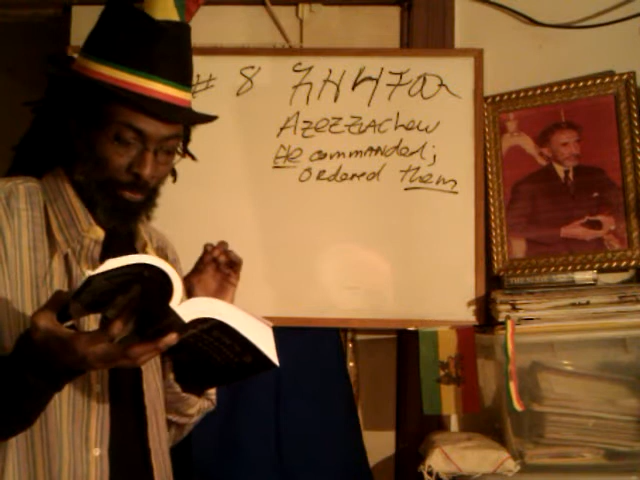 # 8 አዘዛቸው
AZEZZACheW
He commanded;
ordered them